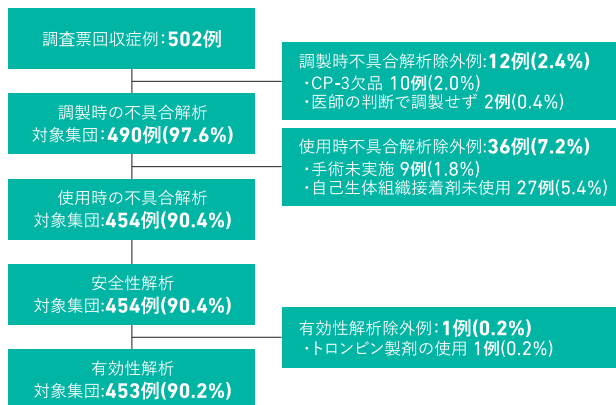 調査票回収症例：502例
調製時不具合解析除外例：12例(2.4%)
・CP-3欠品 10例(2.0%)
・医師の判断で調製せず 2例(0.4%)
調製時の不具合解析
対象集団：490例(97.6%)
使用時不具合解析除外例：36例(7.2%)
・手術未実施 9例(1.8%)
・自己生体組織接着剤未使用 27例(5.4%)
使用時の不具合解析
対象集団:454例(90.4%)
安全性解析
対象集団:454例(90.4%)
有効性解析除外例：1例(0.2%)
・トロンビン製剤の使用 1例(0.2%)
有効性解析
対象集団:453例(90.2%)